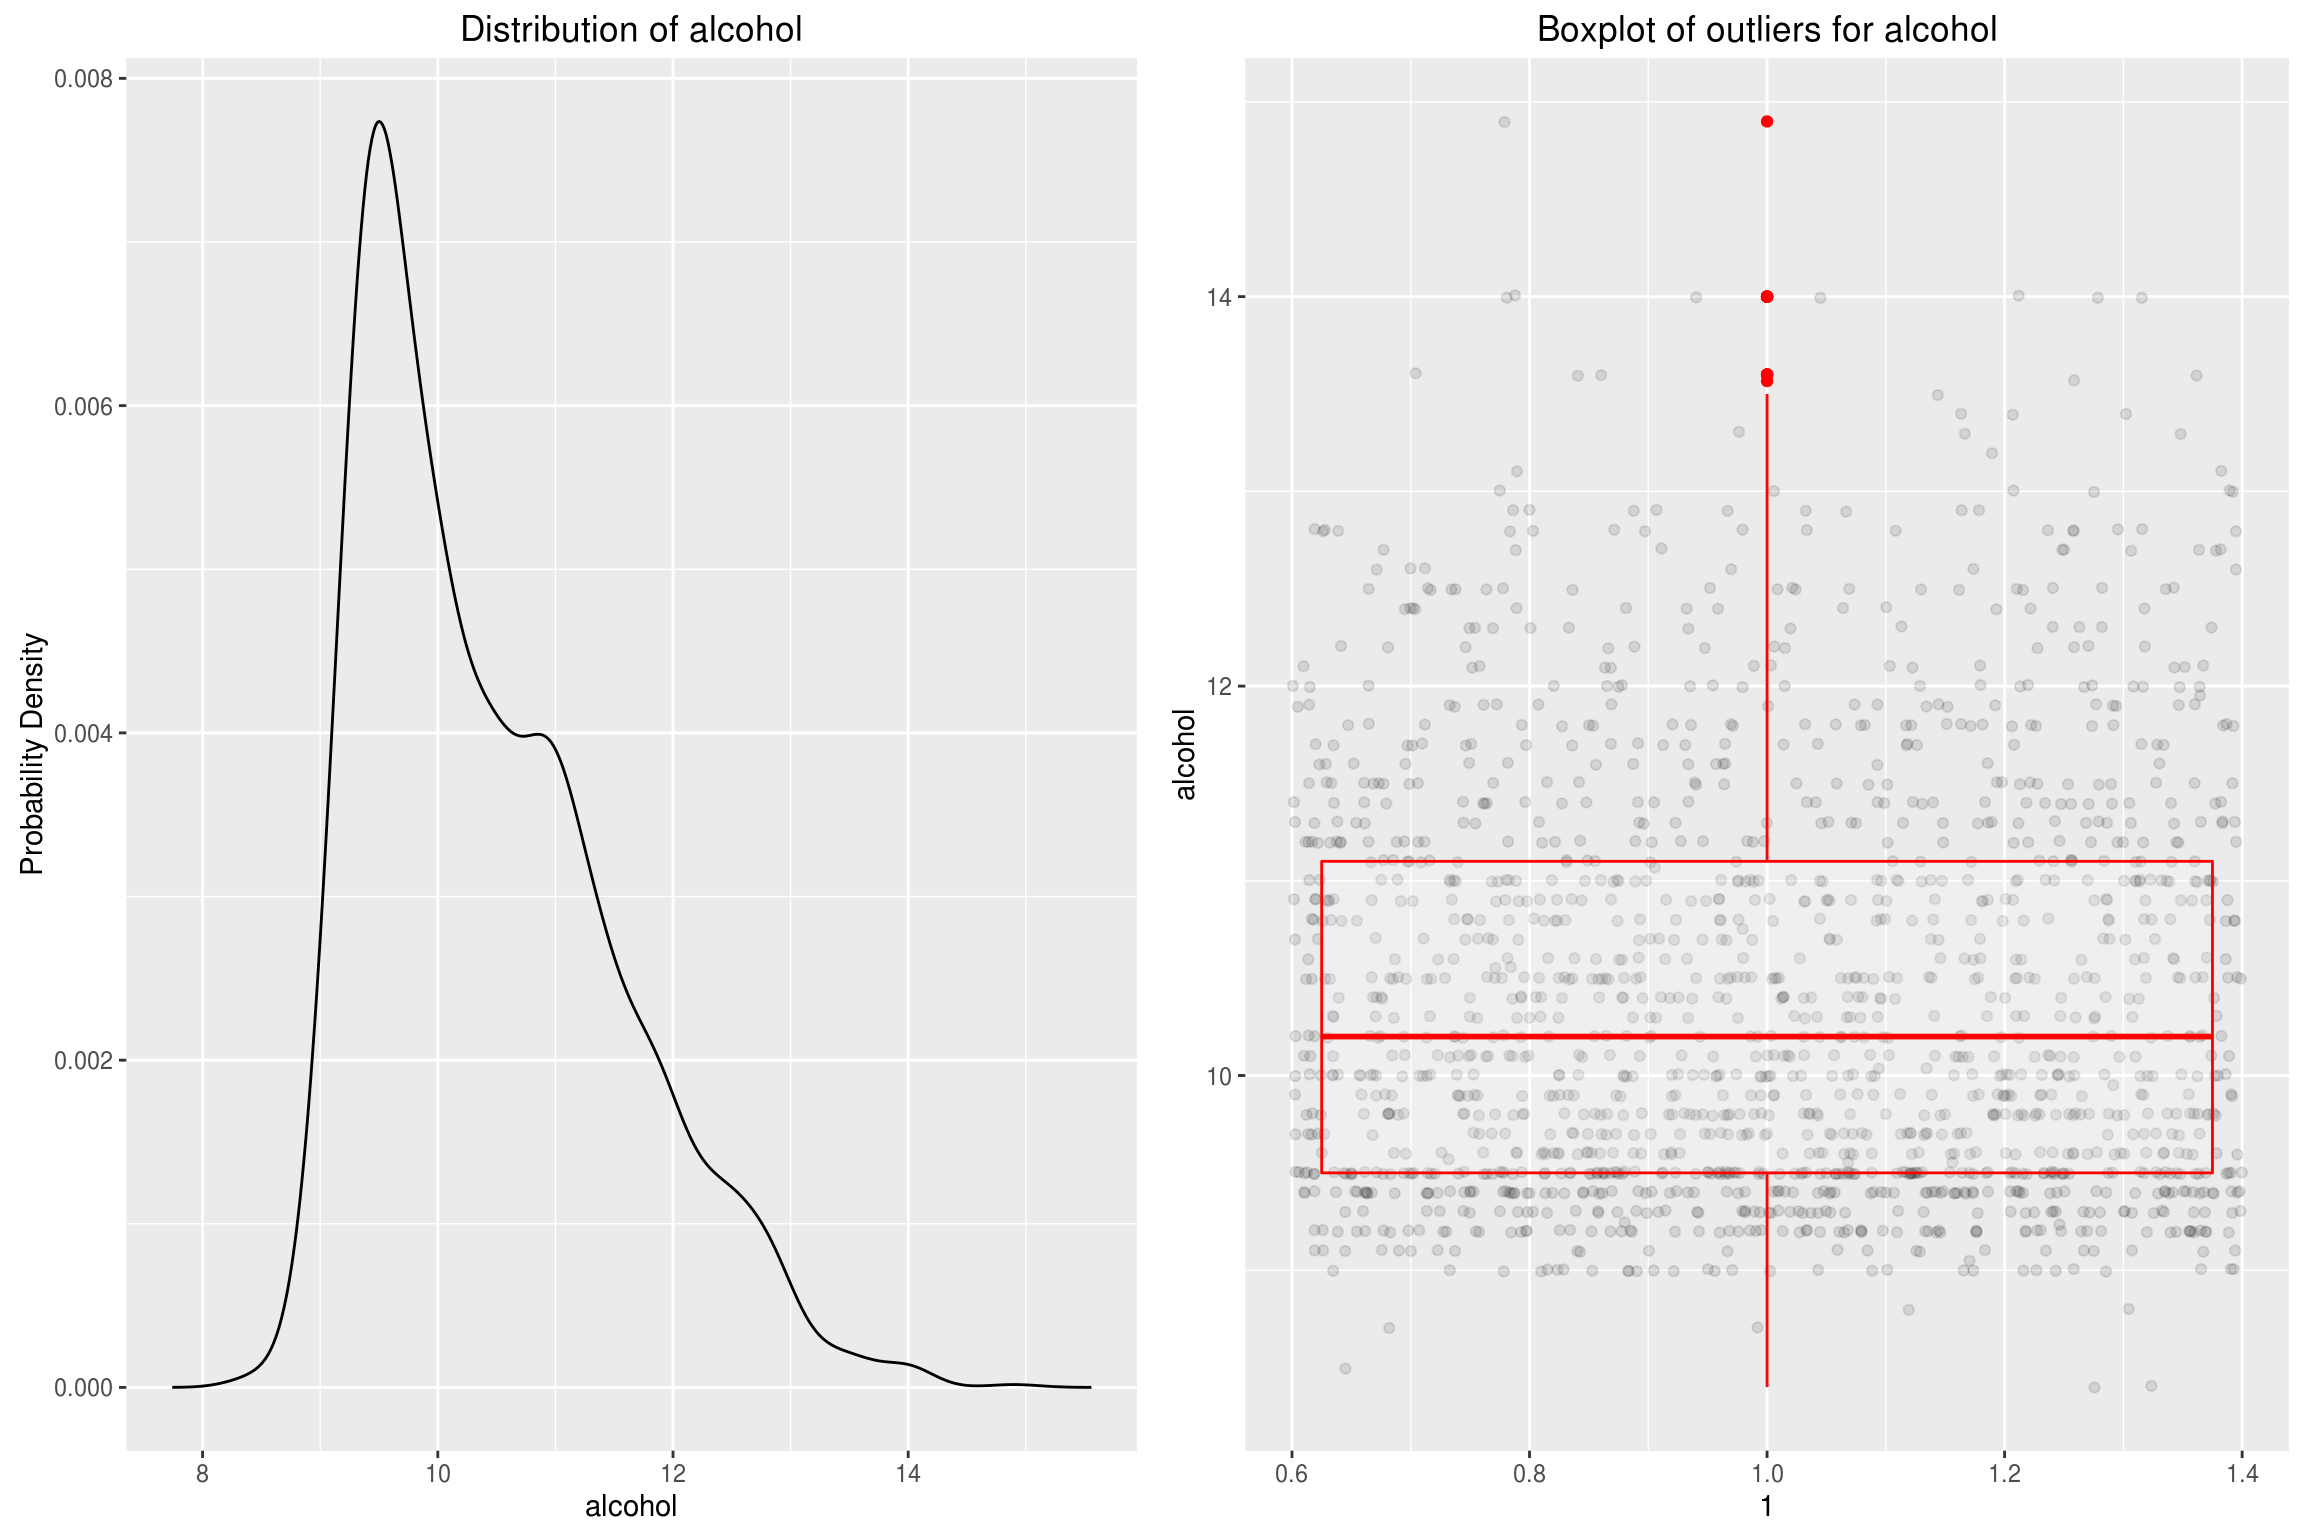 Distribution of alcohol
Probability Density
0.008
0.006
0.004
0.002
0.000
8 10 12 14
alcohol
Boxplot of outliers for alcohol
alcohol
14
12
10
0.6 0.8 1.0 1.2 1.4
1